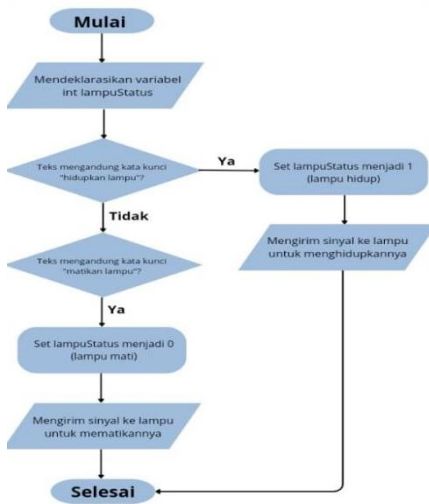 Mulai
Mendeklarasikan variabel
int lampuStatus
Teks mengandung kata kunci
"hidupkan lampu"?
Ya
Set lampuStatus menjadi 1
(lampu hidup)
Mengirim sinyal ke lampu
untuk menghidupkannya
Tidak
Teks mengandung kata kunci
"matikan lampu"?
Ya
Set lampuStatus menjadi 0
(lampu mati)
Mengirim sinyal ke lampu
untuk mematikannya
Selesai